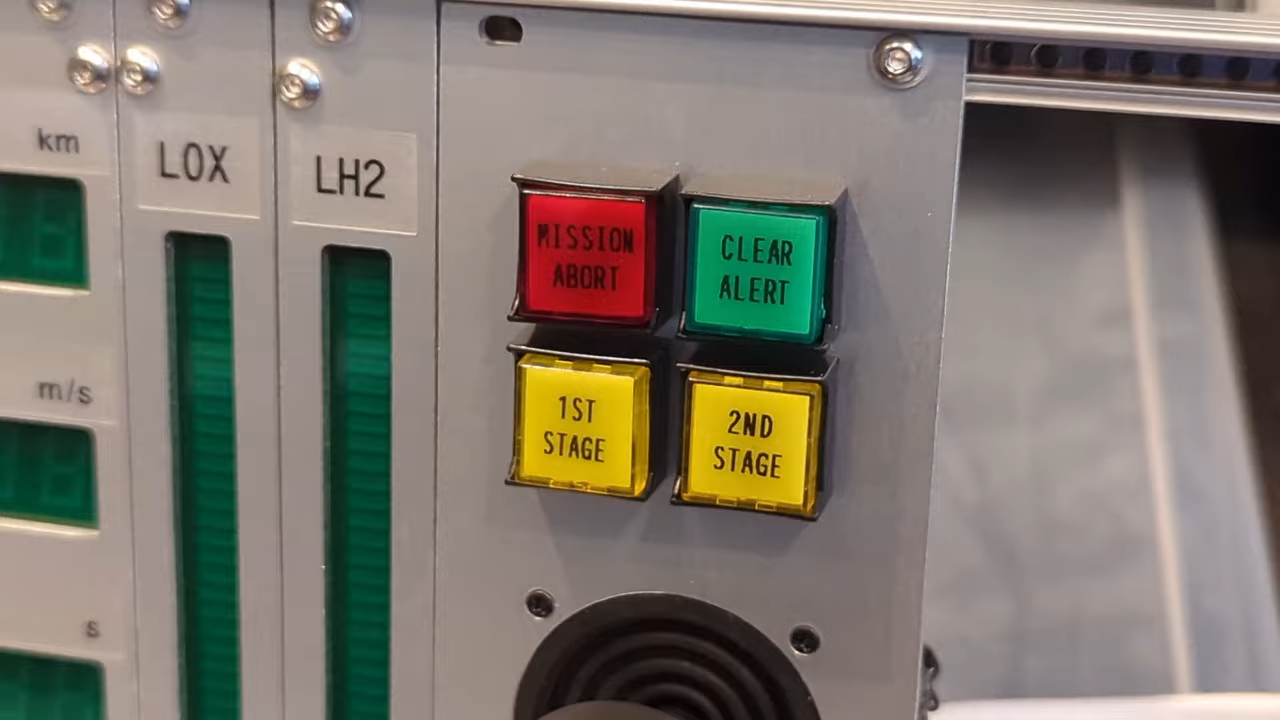 km
LOX
LH2
MISSION
ABORT
CLEAR
ALERT
1ST
STAGE
2ND
STAGE
m/s
s